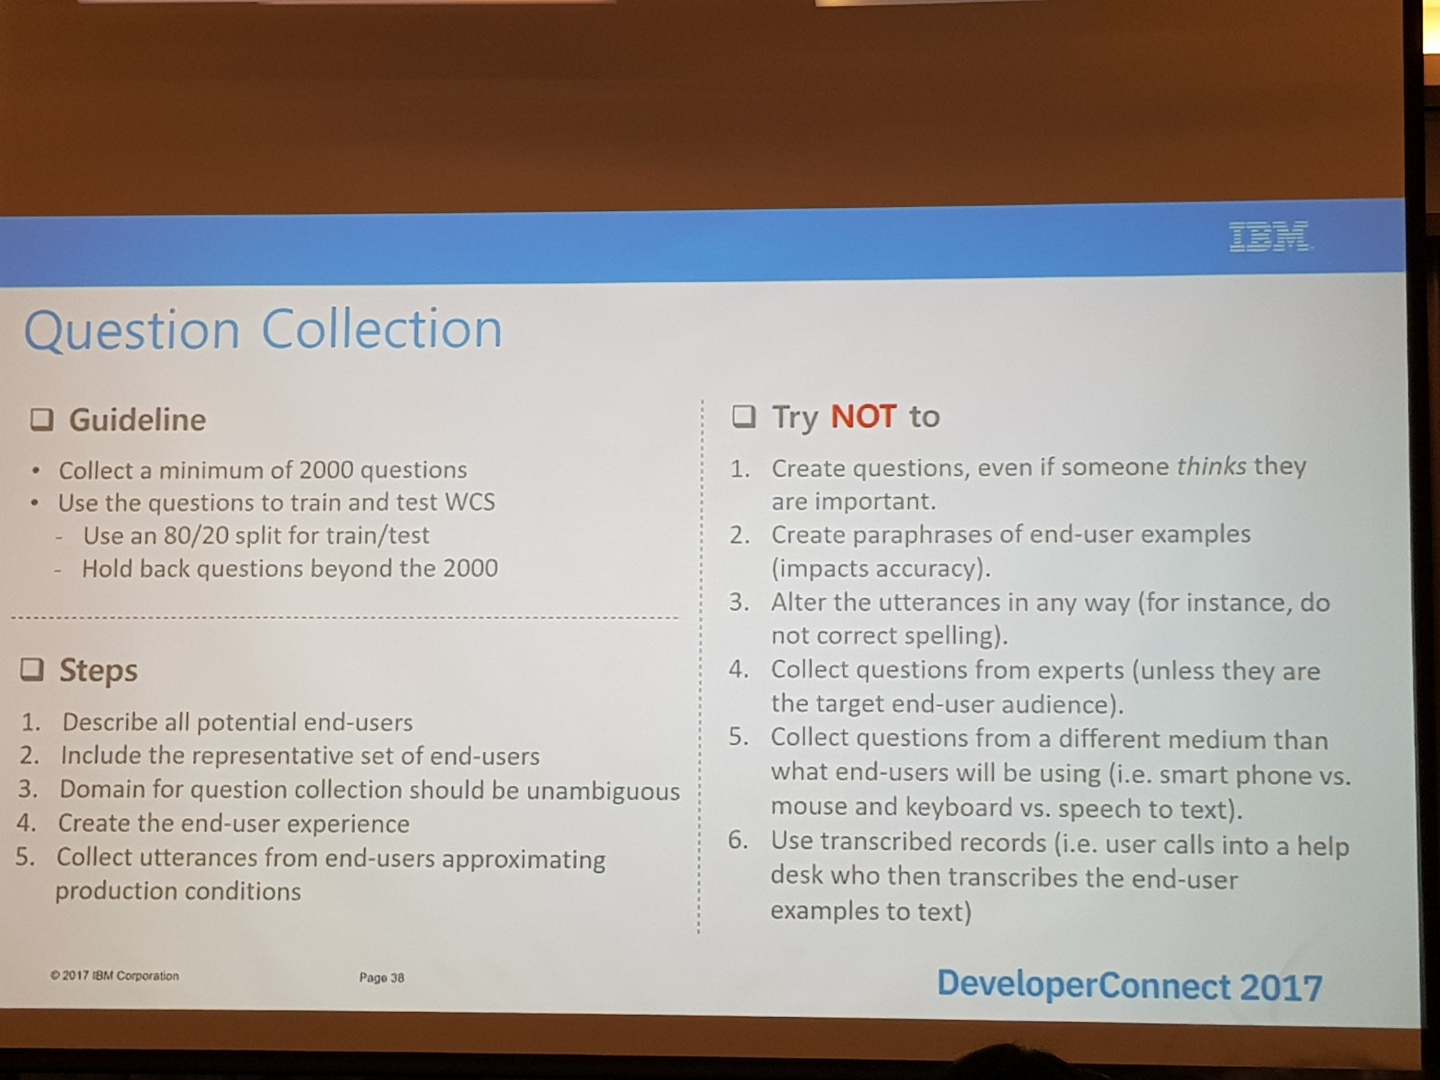 IBM
Question Collection
❑ Guideline
• Collect a minimum of 2000 questions
• Use the questions to train and test WCS
- Use an 80/20 split for train/test
- Hold back questions beyond the 2000
❑ Steps
1. Describe all potential end-users
2. Include the representative set of end-users
3. Domain for question collection should be unambiguous
4. Create the end-user experience
5. Collect utterances from end-users approximating
production conditions
❑ Try NOT to
1. Create questions, even if someone thinks they
are important.
2. Create paraphrases of end-user examples
(impacts accuracy).
3. Alter the utterances in any way (for instance, do
not correct spelling).
4. Collect questions from experts (unless they are
the target end-user audience).
5. Collect questions from a different medium than
what end-users will be using (i.e. smart phone vs.
mouse and keyboard vs. speech to text).
6. Use transcribed records (i.e. user calls into a help
desk who then transcribes the end-user
examples to text)
© 2017 IBM Corporation
Page 38
DeveloperConnect 2017